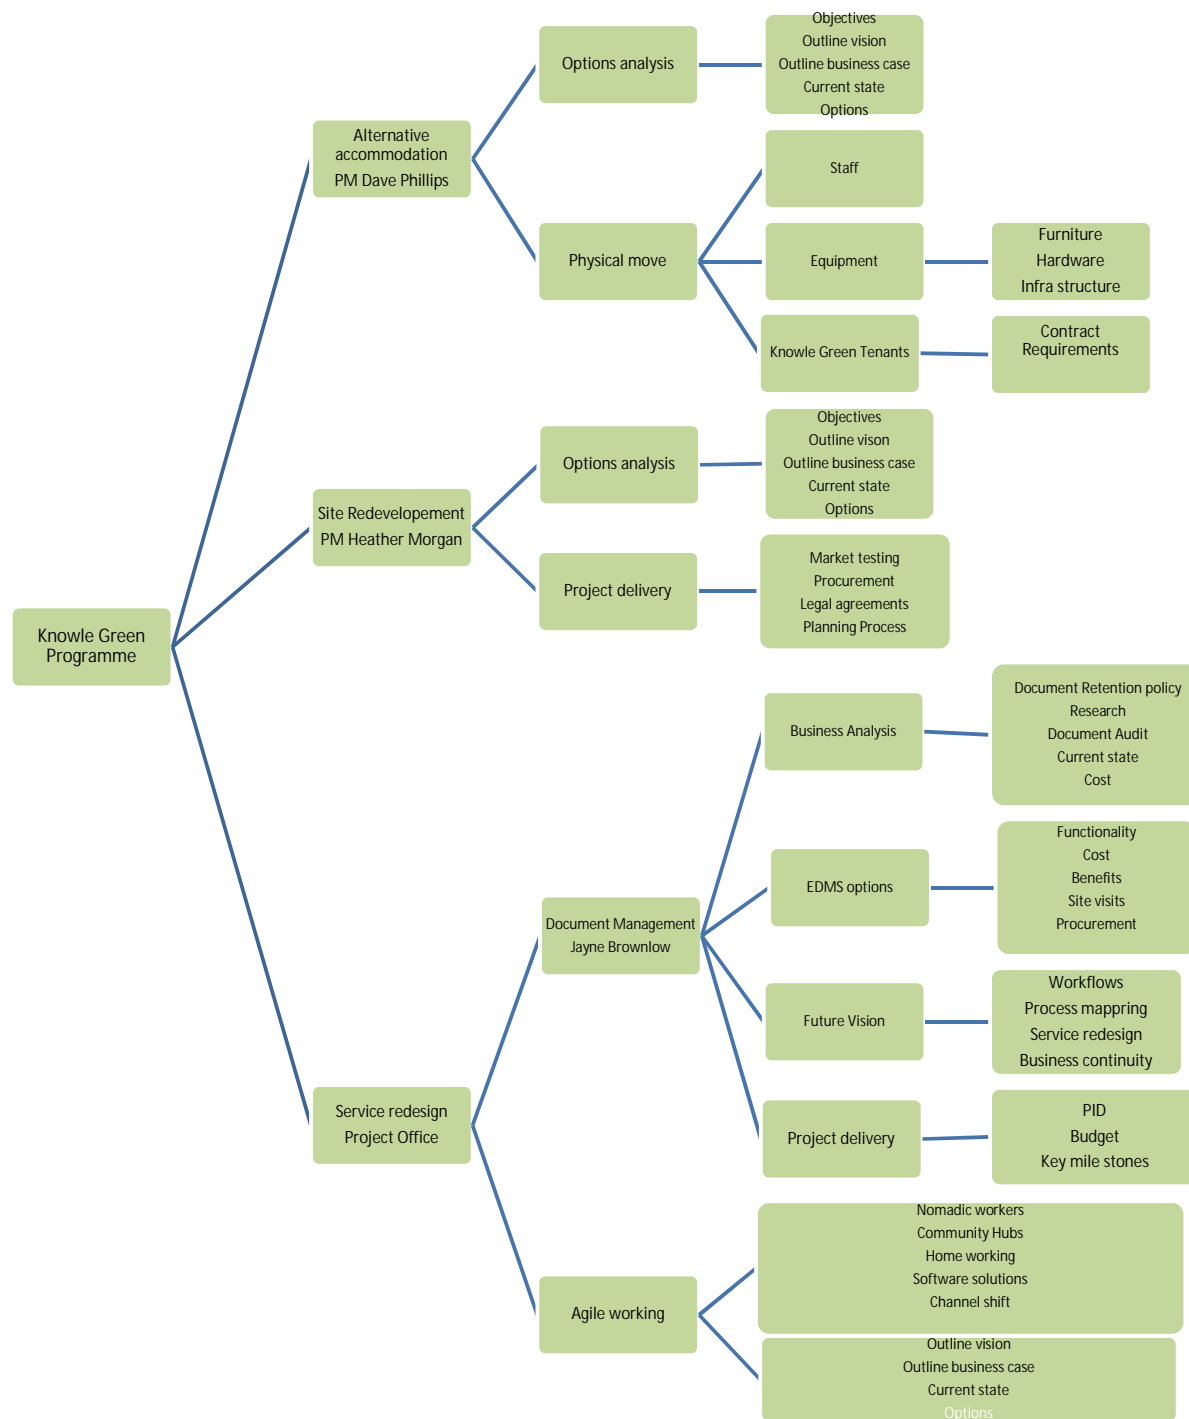 Knowle Green
Programme
Alternative
accommodation
PM Dave Phillips
Options analysis
Objectives
Outline vision
Outline business case
Current state
Options
Physical move
Staff
Equipment
Furniture
Hardware
Infra structure
Knowle Green Tenants
Contract
Requirements
Site Redevelopement
PM Heather Morgan
Options analysis
Objectives
Outline vison
Outline business case
Current state
Options
Project delivery
Market testing
Procurement
Legal agreements
Planning Process
Service redesign
Project Office
Document Management
Jayne Brownlow
Business Analysis
Document Retention policy
Research
Document Audit
Current state
Cost
EDMS options
Functionality
Cost
Benefits
Site visits
Procurement
Future Vision
Workflows
Process mappring
Service redesign
Business continuity
Project delivery
PID
Budget
Key mile stones
Agile working
Nomadic workers
Community Hubs
Home working
Software solutions
Channel shift
Outline vision
Outline business case
Current state
Options